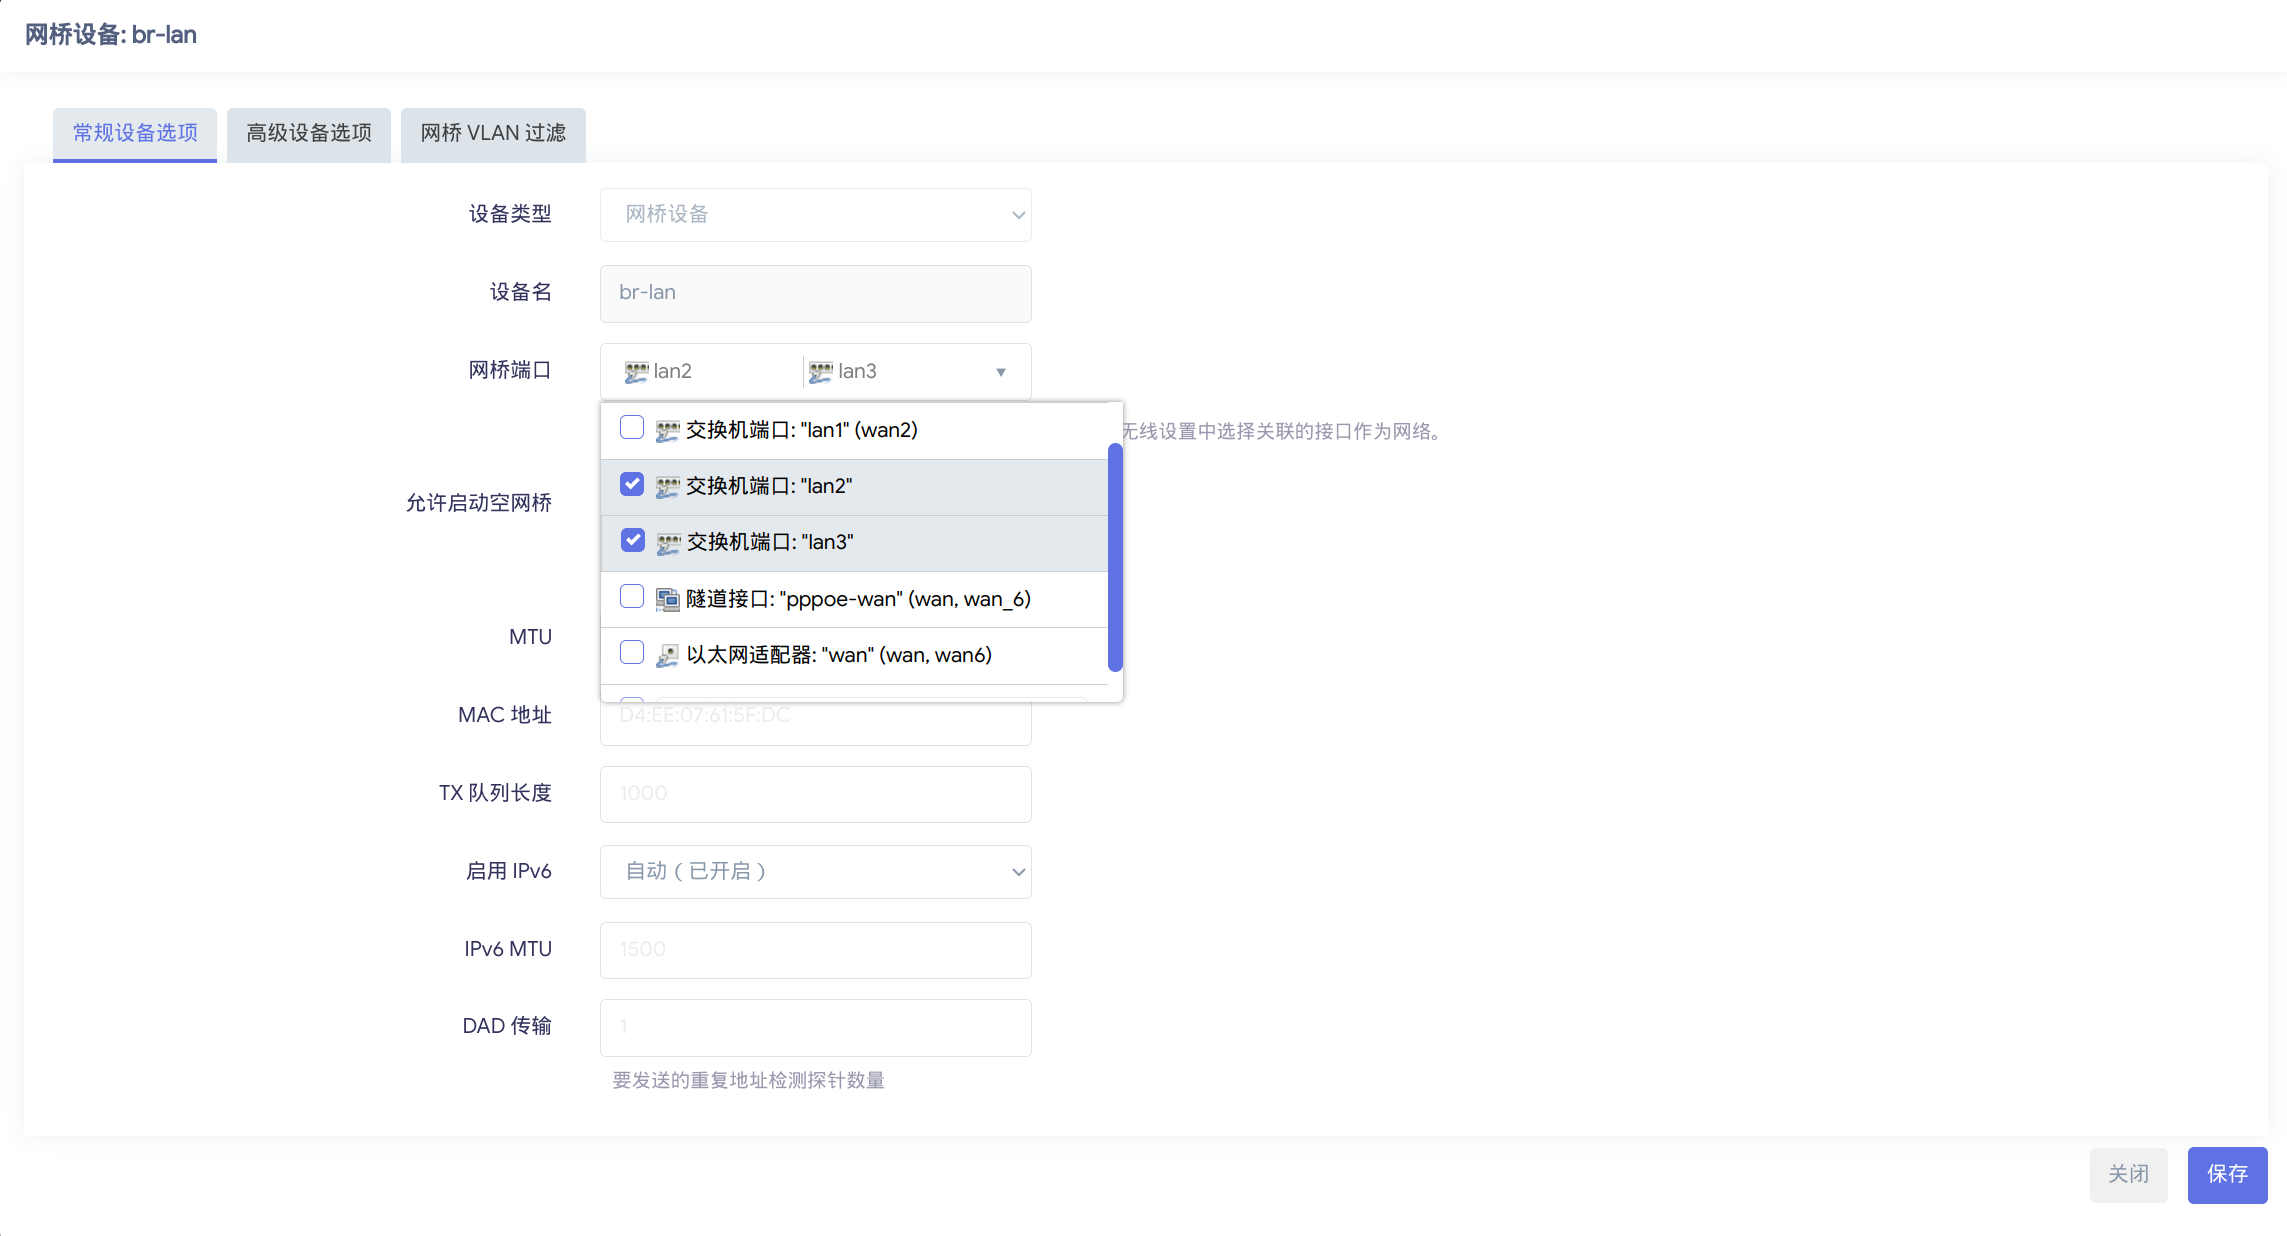 网桥设备: br-lan
常规设备选项
高级设备选项
网桥 VLAN 过滤
设备类型
网桥设备
设备名
br-lan
网桥端口
lan2
lan3
交换机端口: "lan1" (wan2)
无线设置中选择关联的接口作为网络。
交换机端口: "lan2"
允许启动空网桥
交换机端口: "lan3"
隧道接口: "pppoe-wan" (wan, wan_6)
MTU
以太网适配器: "wan" (wan, wan6)
MAC 地址
D4:EE:07:61:5F:DC
TX 队列长度
1000
启用 IPv6
自动（已开启）
IPv6 MTU
1500
DAD 传输
1
要发送的重复地址检测探针数量
关闭
保存